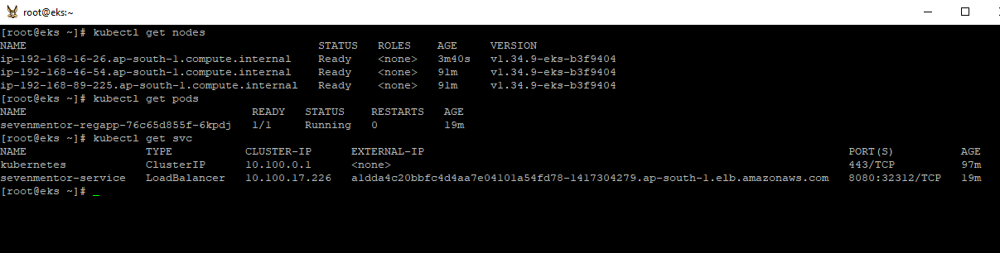 root@eks:~
[root@eks ~]# kubectl get nodes
NAME STATUS ROLES AGE VERSION
ip-192-168-16-26.ap-south-1.compute.internal Ready <none> 3m40s v1.34.9-eks-b3f9404
ip-192-168-46-54.ap-south-1.compute.internal Ready <none> 91m v1.34.9-eks-b3f9404
ip-192-168-89-225.ap-south-1.compute.internal Ready <none> 91m v1.34.9-eks-b3f9404
[root@eks ~]# kubectl get pods
NAME READY STATUS RESTARTS AGE
sevenmentor-regapp-76c65d855f-6kpdj 1/1 Running 0 19m
[root@eks ~]# kubectl get svc
NAME TYPE CLUSTER-IP EXTERNAL-IP PORT(S) AGE
kubernetes ClusterIP 10.100.0.1 <none> 443/TCP 97m
sevenmentor-service LoadBalancer 10.100.17.226 a1dda4c20bbfc4d4aa7e04101a54fd78-1417304279.ap-south-1.elb.amazonaws.com 8080:32312/TCP 19m
[root@eks ~]# _